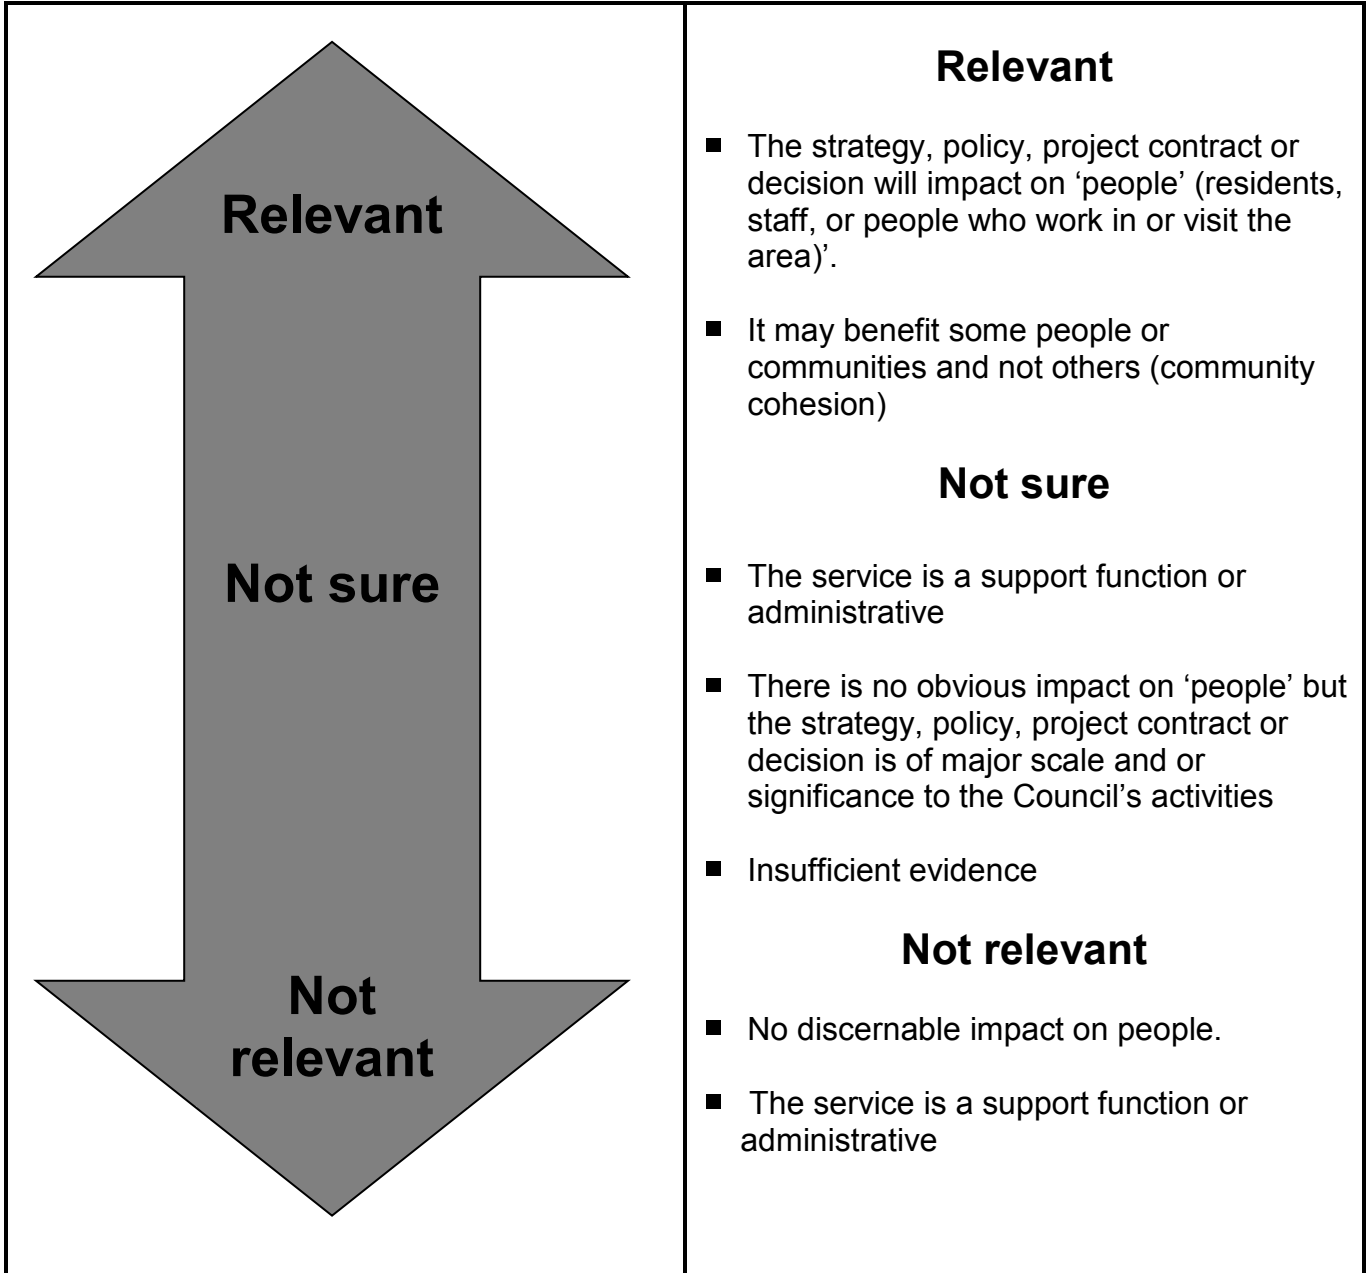 Relevant
Not sure
Not
relevant
Relevant
■ The strategy, policy, project contract or
decision will impact on ‘people’ (residents,
staff, or people who work in or visit the
area)’.
■ It may benefit some people or
communities and not others (community
cohesion)
Not sure
■ The service is a support function or
administrative
■ There is no obvious impact on ‘people’ but
the strategy, policy, project contract or
decision is of major scale and or
significance to the Council’s activities
■ Insufficient evidence
Not relevant
■ No discernable impact on people.
■ The service is a support function or
administrative